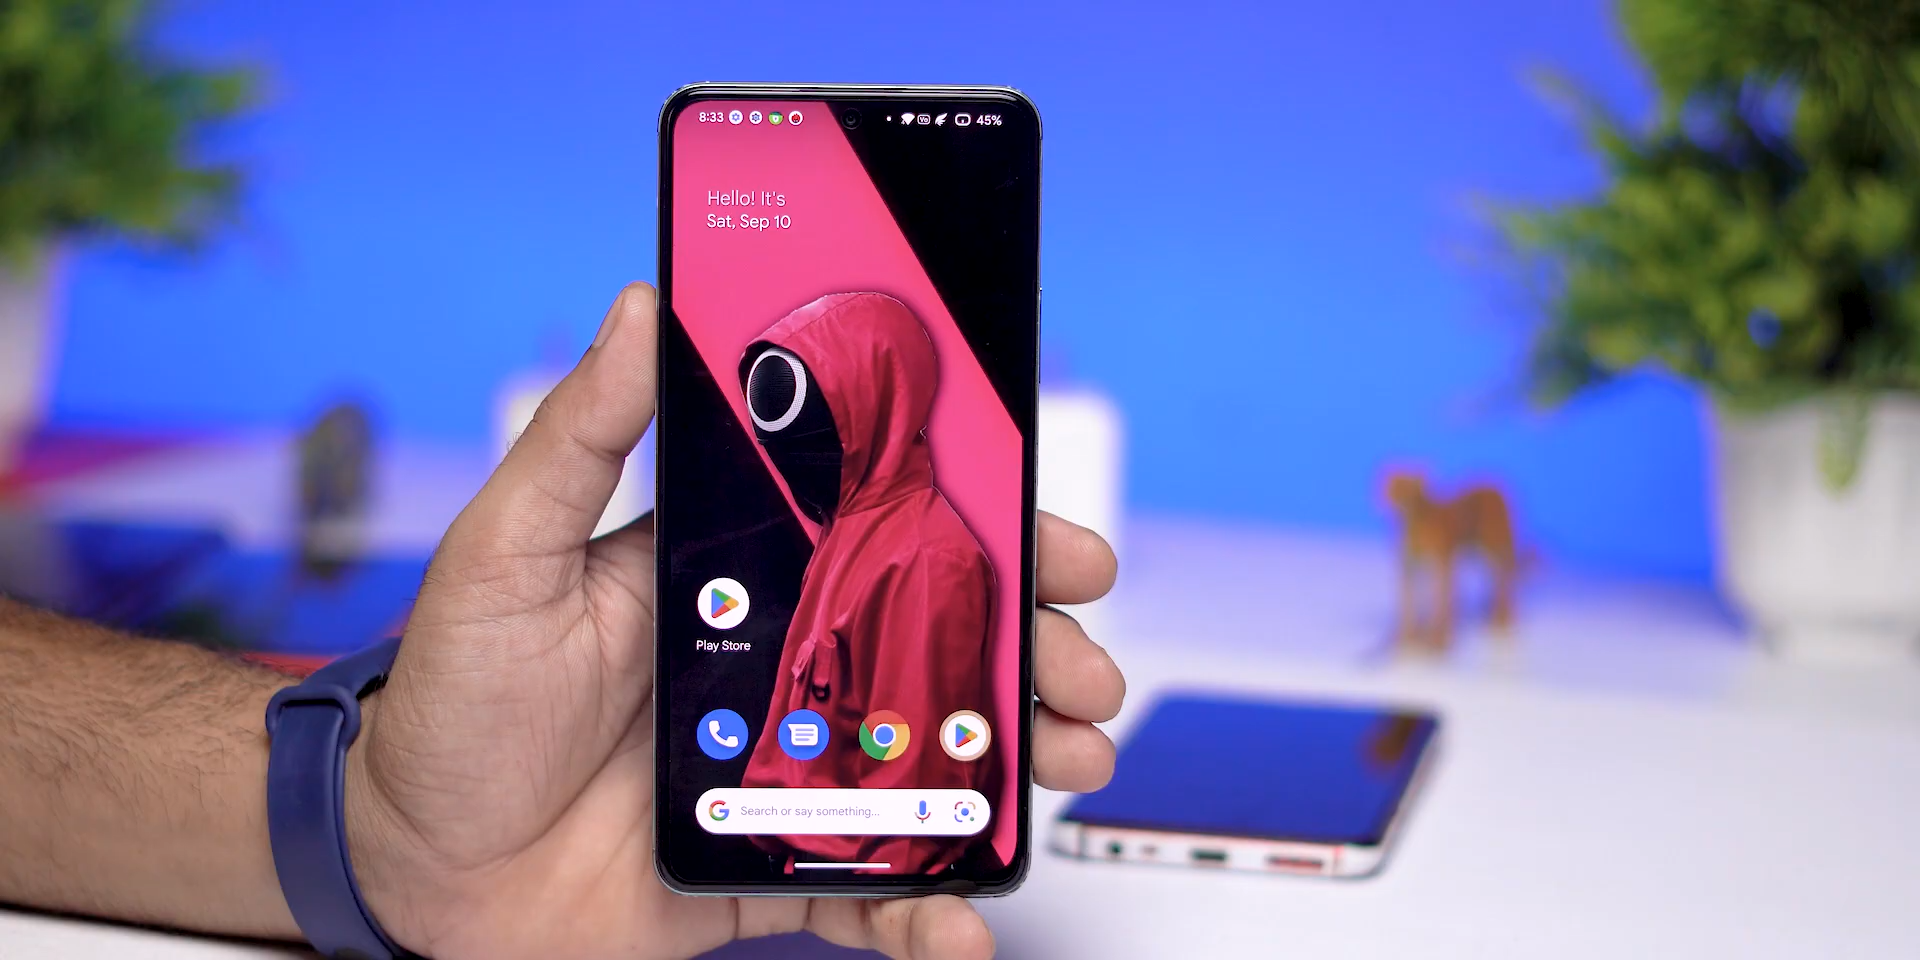 8:33
45%
Hello! It's
Sat, Sep 10
Play Store
G Search or say something...